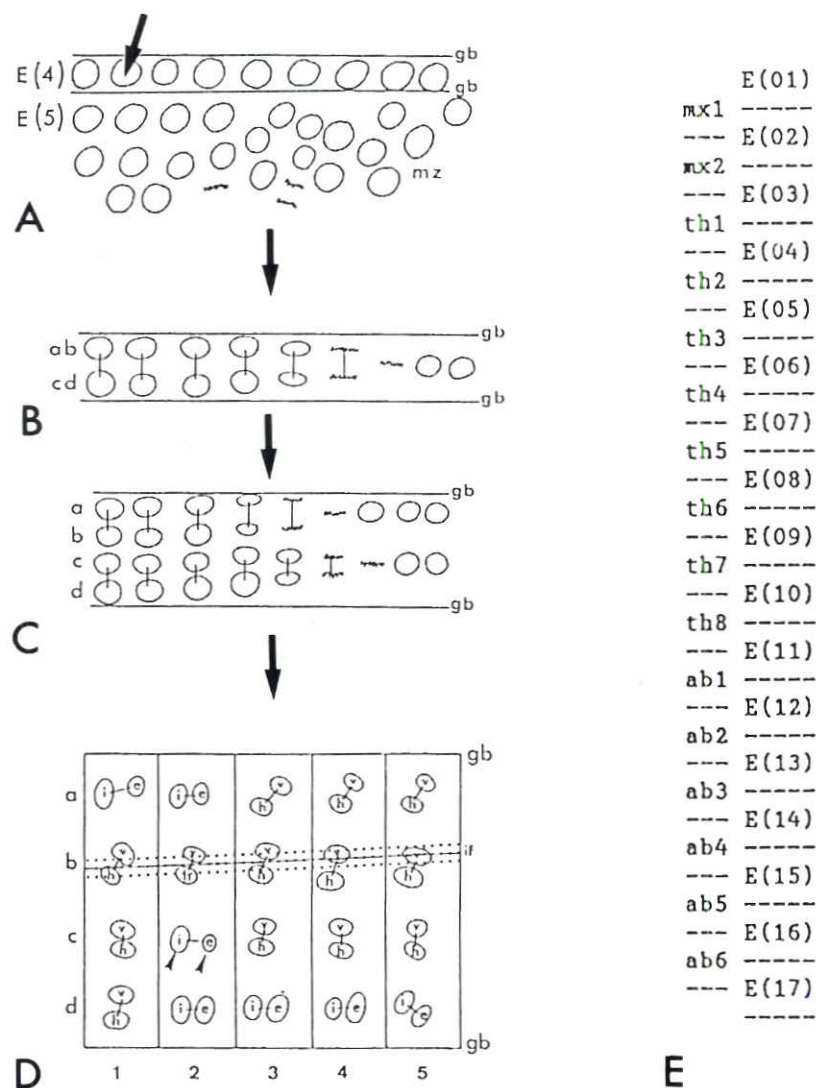 gb
E(4)
gb
E(5)
mz
A
gb
ab
cd
gb
B
gb
a
b
c
d
gb
C
gb
a i e i e v h v h v h
b v h v v h v h h if
c v h i e v h v h v h
d v h i e i e i e i e
gb
D 1 2 3 4 5
E(01)
mx1 -----
--- E(02)
mx2 -----
--- E(03)
th1 -----
--- E(04)
th2 -----
--- E(05)
th3 -----
--- E(06)
th4 -----
--- E(07)
th5 -----
--- E(08)
th6 -----
--- E(09)
th7 -----
--- E(10)
th8 -----
--- E(11)
ab1 -----
--- E(12)
ab2 -----
--- E(13)
ab3 -----
--- E(14)
ab4 -----
--- E(15)
ab5 -----
--- E(16)
ab6 -----
--- E(17)
-----
E